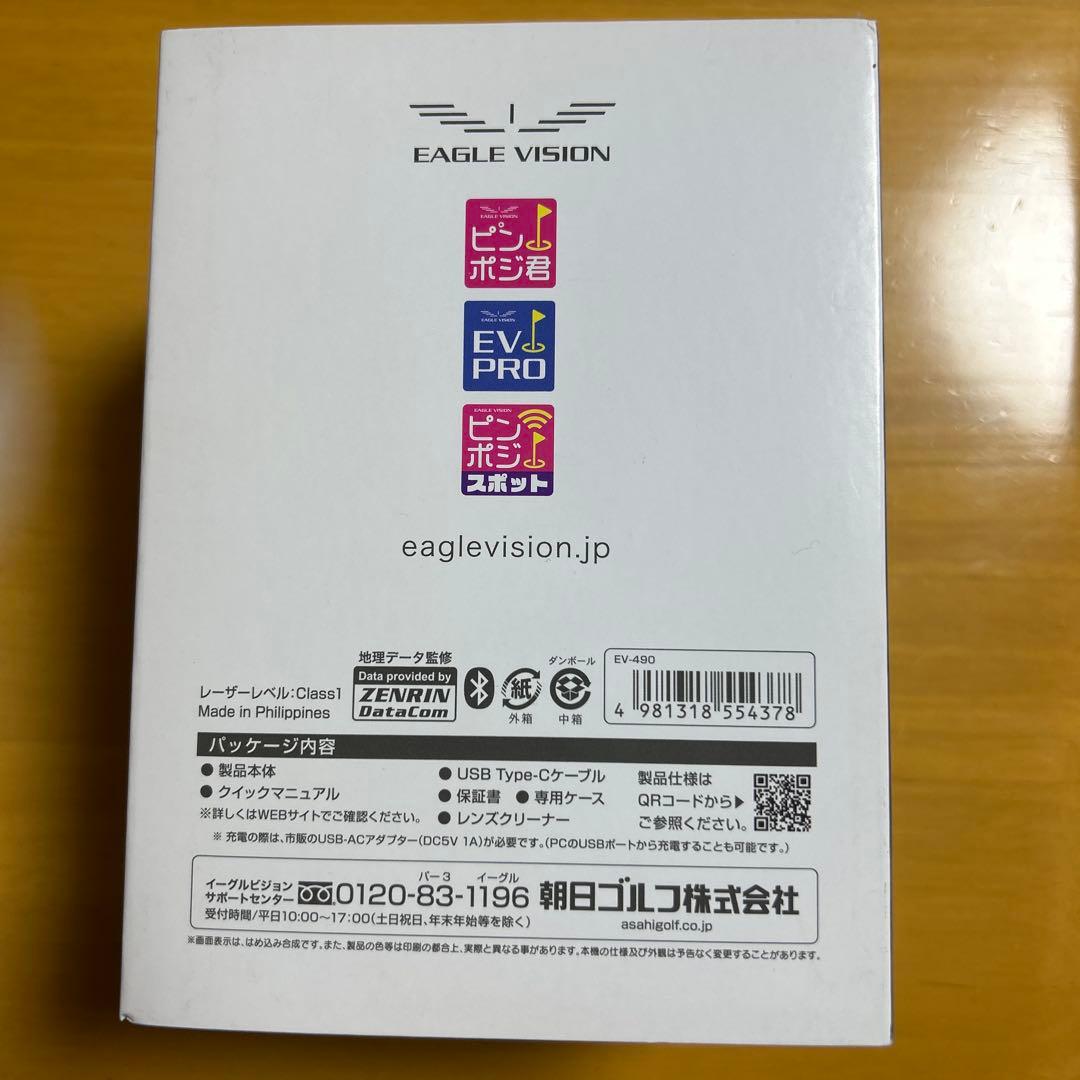 EAGLE VISION
EAGLE VISION
ピン
ポジ君
EAGLE VISION
EV
PRO
EAGLE VISION
ピン
ポジ
スポット
eaglevision.jp
地理データ監修
Data provided by
ZENRIN
DataCom
紙
外箱
ダンボール
中箱
EV-490
4 981318 554378
レーザーレベル:Class1
Made in Philippines
パッケージ内容
● 製品本体
● クイックマニュアル
※詳しくはWEBサイトでご確認ください。
● USB Type-Cケーブル
● 保証書 ● 専用ケース
● レンズクリーナー
製品仕様は
QRコードから▶
ご参照ください。
※ 充電の際は、市販のUSB-ACアダプター(DC5V 1A)が必要です。(PCのUSBポートから充電することも可能です。)
イーグルビジョン
サポートセンター
パー3 イーグル
0120-83-1196
受付時間/平日10:00〜17:00(土日祝日、年末年始等を除く)
朝日ゴルフ株式会社
asahigolf.co.jp
※画面表示は、はめ込み合成です。また、製品の色等は印刷の都合上、実際と異なる事があります。本機の仕様及び外観は予告なく変更することがあります。